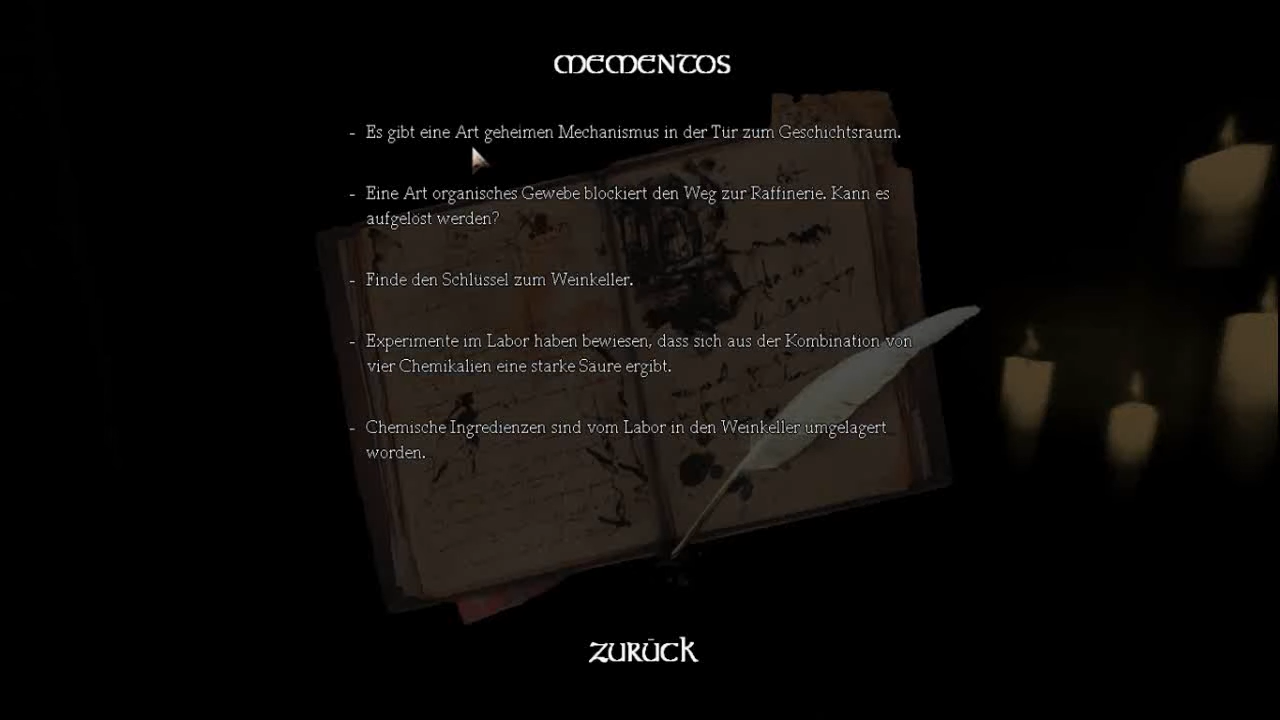 MEMENTOS
- Es gibt eine Art geheimen Mechanismus in der Tür zum Geschichtsraum.
- Eine Art organisches Gewebe blockiert den Weg zur Raffinerie. Kann es
aufgelöst werden?
- Finde den Schlüssel zum Weinkeller.
- Experimente im Labor haben bewiesen, dass sich aus der Kombination von
vier Chemikalien eine starke Säure ergibt.
- Chemische Ingredienzen sind vom Labor in den Weinkeller umgelagert
worden.
ZURÜCK